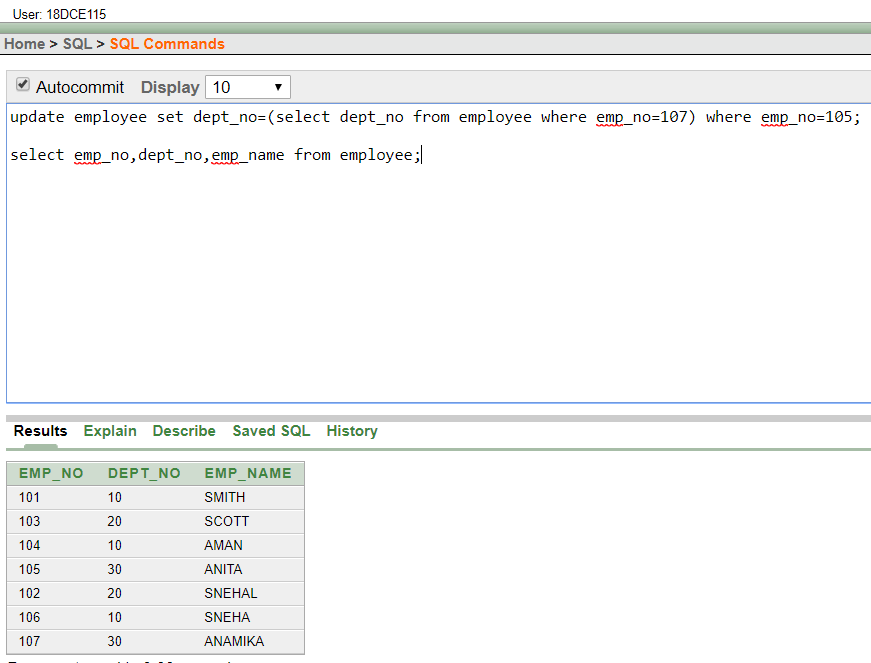 User: 18DCE115
Home > SQL > SQL Commands
Autocommit Display 10
update employee set dept_no=(select dept_no from employee where emp_no=107) where emp_no=105;
select emp_no,dept_no,emp_name from employee;
Results Explain Describe Saved SQL History
EMP_NO DEPT_NO EMP_NAME
101 10 SMITH
103 20 SCOTT
104 10 AMAN
105 30 ANITA
102 20 SNEHAL
106 10 SNEHA
107 30 ANAMIKA